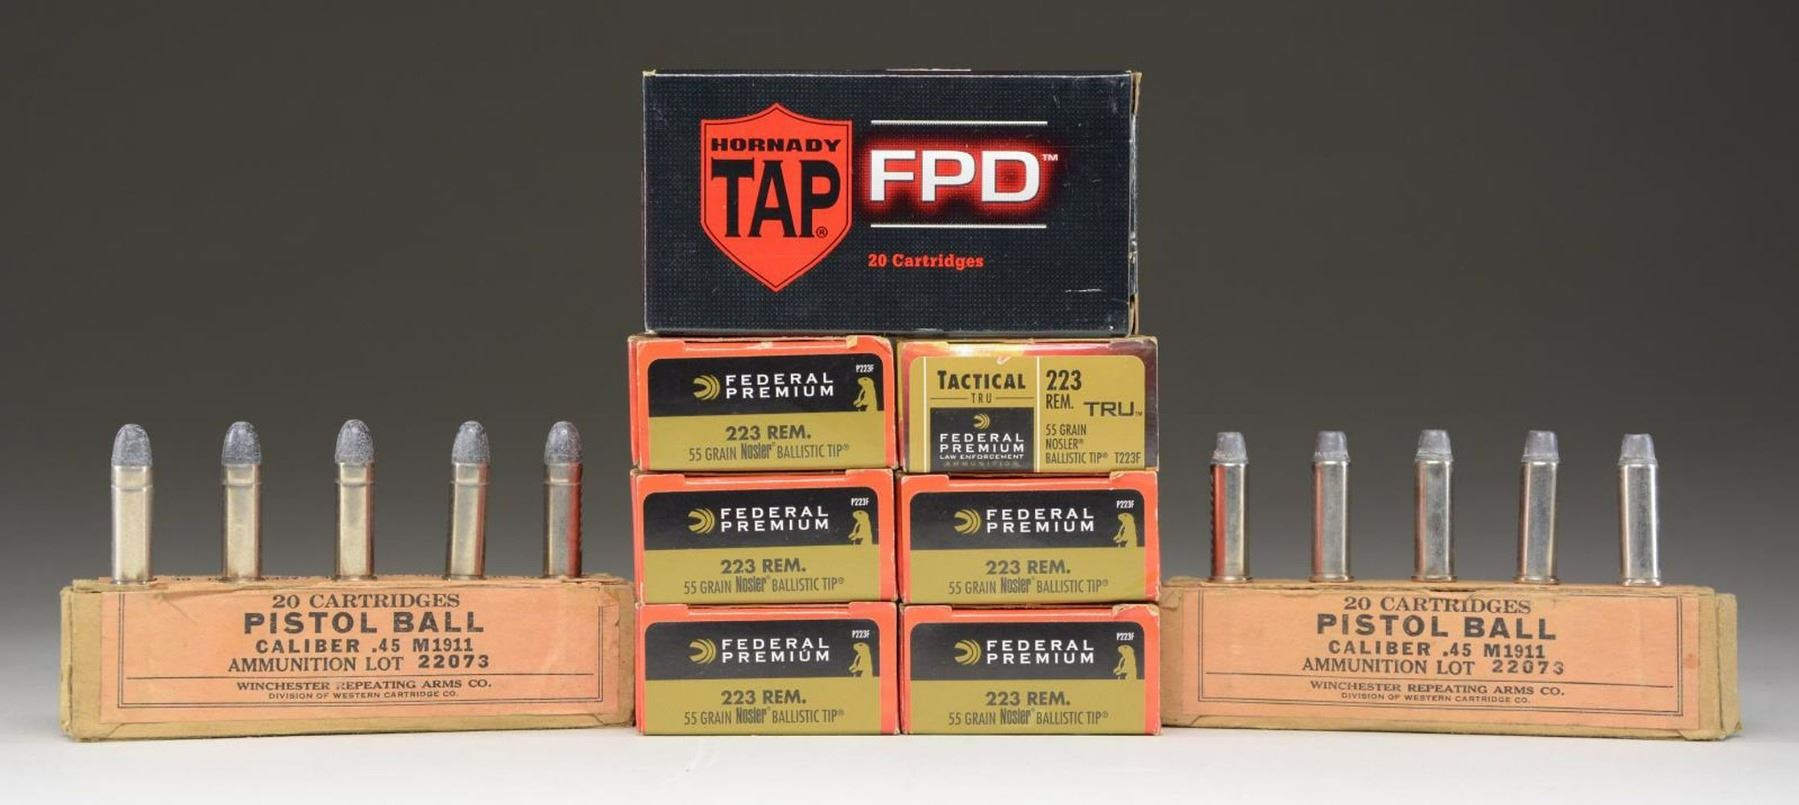 HORNADY
TAP®
FPD™
20 Cartridges
P223F
FEDERAL
PREMIUM
223 REM.
55 GRAIN Nosler® BALLISTIC TIP®
TACTICAL
TRU
FEDERAL
PREMIUM
LAW ENFORCEMENT
AMMUNITION
223
REM. TRU™
55 GRAIN
NOSLER®
BALLISTIC TIP® T223F
P223F
FEDERAL
PREMIUM
223 REM.
55 GRAIN Nosler® BALLISTIC TIP®
P223F
FEDERAL
PREMIUM
223 REM.
55 GRAIN Nosler® BALLISTIC TIP®
P223F
FEDERAL
PREMIUM
223 REM.
55 GRAIN Nosler® BALLISTIC TIP®
P223F
FEDERAL
PREMIUM
223 REM.
55 GRAIN Nosler® BALLISTIC TIP®
20 CARTRIDGES
PISTOL BALL
CALIBER .45 M1911
AMMUNITION LOT 22073
WINCHESTER REPEATING ARMS CO.
DIVISION OF WESTERN CARTRIDGE CO.
20 CARTRIDGES
PISTOL BALL
CALIBER .45 M1911
AMMUNITION LOT 22073
WINCHESTER REPEATING ARMS CO.
DIVISION OF WESTERN CARTRIDGE CO.